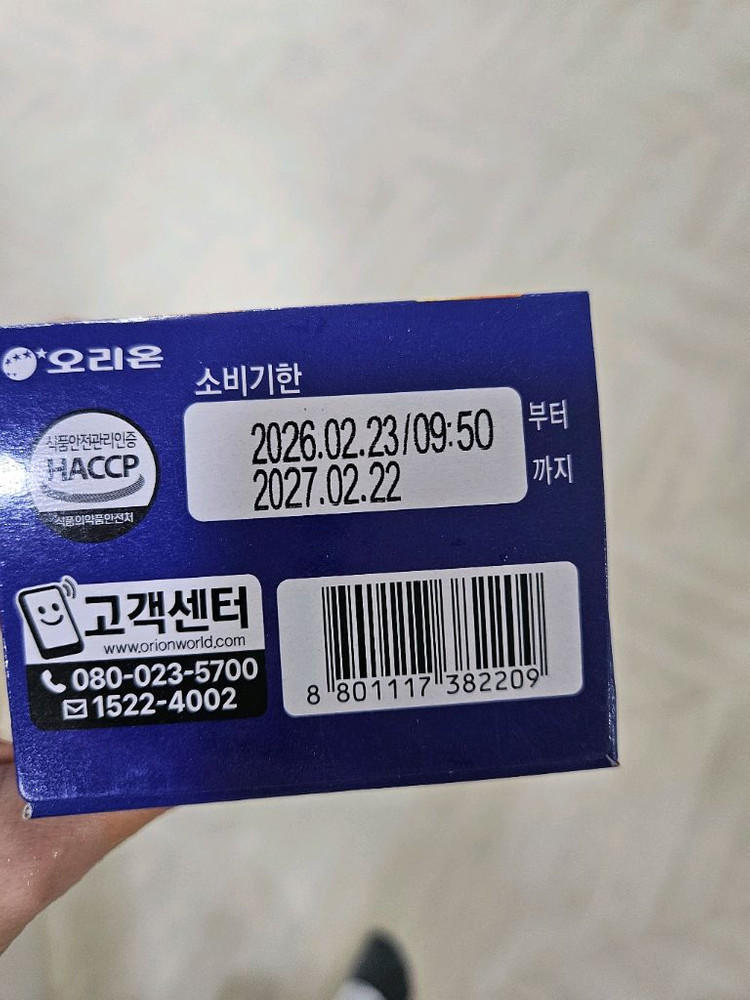 오리온
소비기한
2026.02.23/09:50 부터
2027.02.22 까지
식품안전관리인증
HACCP
식품의약품안전처
고객센터
www.orionworld.com
080-023-5700
1522-4002
8 801117 382209